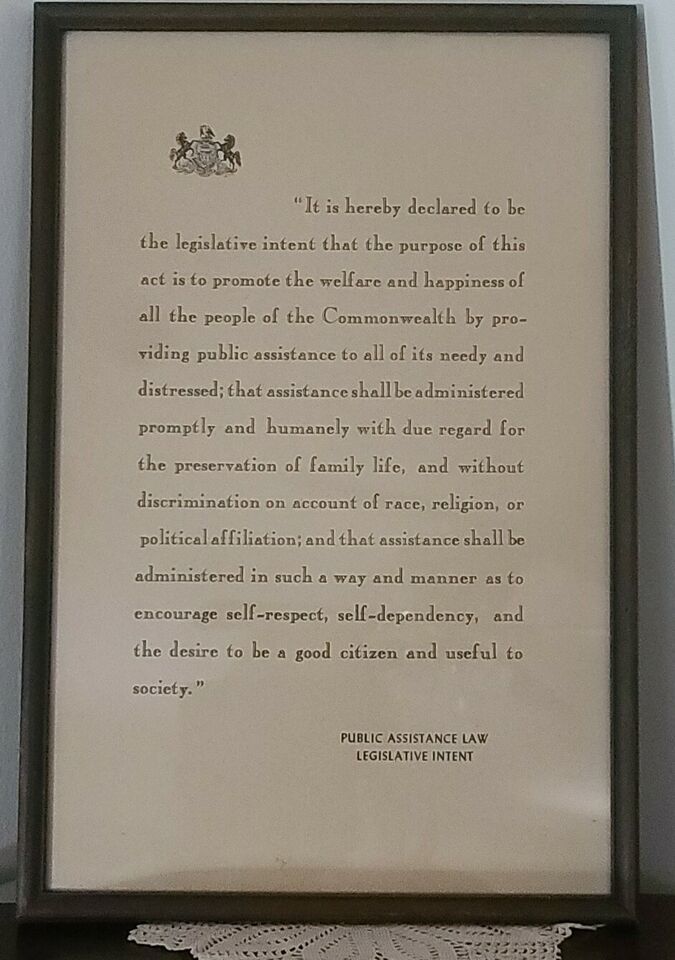 “It is hereby declared to be
the legislative intent that the purpose of this
act is to promote the welfare and happiness of
all the people of the Commonwealth by pro-
viding public assistance to all of its needy and
distressed; that assistance shall be administered
promptly and humanely with due regard for
the preservation of family life, and without
discrimination on account of race, religion, or
political affiliation; and that assistance shall be
administered in such a way and manner as to
encourage self-respect, self-dependency, and
the desire to be a good citizen and useful to
society.”
PUBLIC ASSISTANCE LAW
LEGISLATIVE INTENT